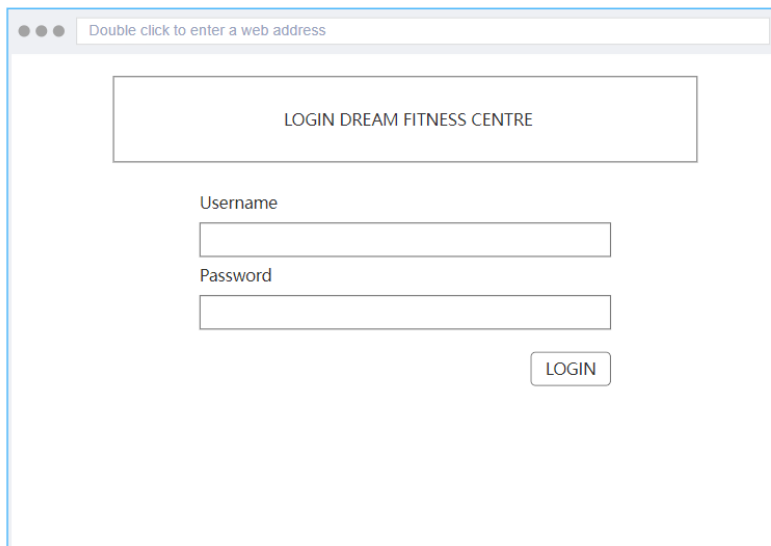 Double click to enter a web address
LOGIN DREAM FITNESS CENTRE
Username
Password
LOGIN